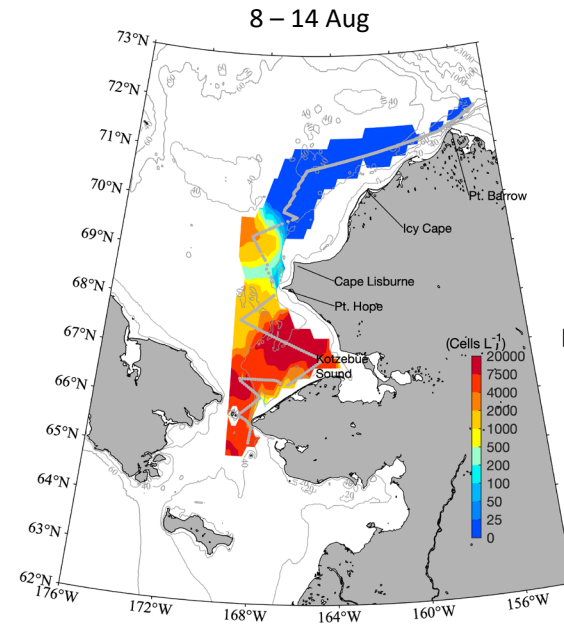 8 – 14 Aug
73°N
72°N
71°N
70°N
69°N
68°N
67°N
66°N
65°N
64°N
63°N
62°N
176°W
172°W
168°W
164°W
160°W
156°W
Pt. Barrow
Icy Cape
Cape Lisburne
Pt. Hope
Kotzebue
Sound
(Cells L⁻¹)
20000
7500
4000
2000
1000
500
200
100
50
25
0